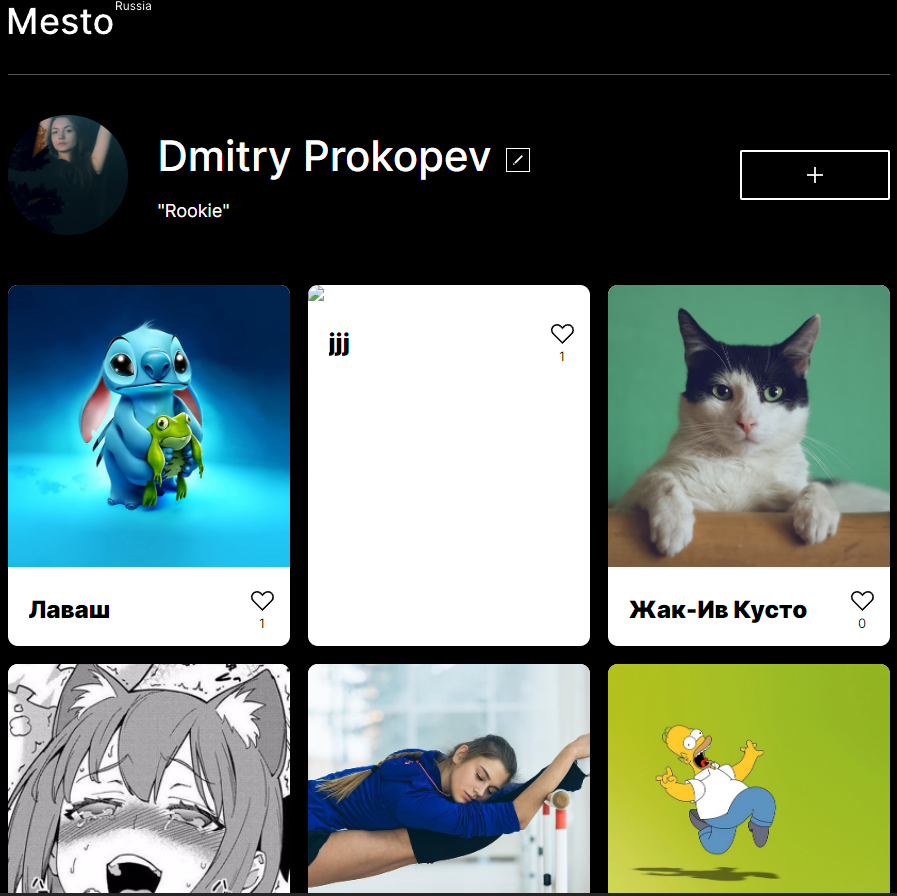 Mesto Russia
Dmitry Prokopev
"Rookie"
Лаваш
1
jjj
1
Жак-Ив Кусто
0